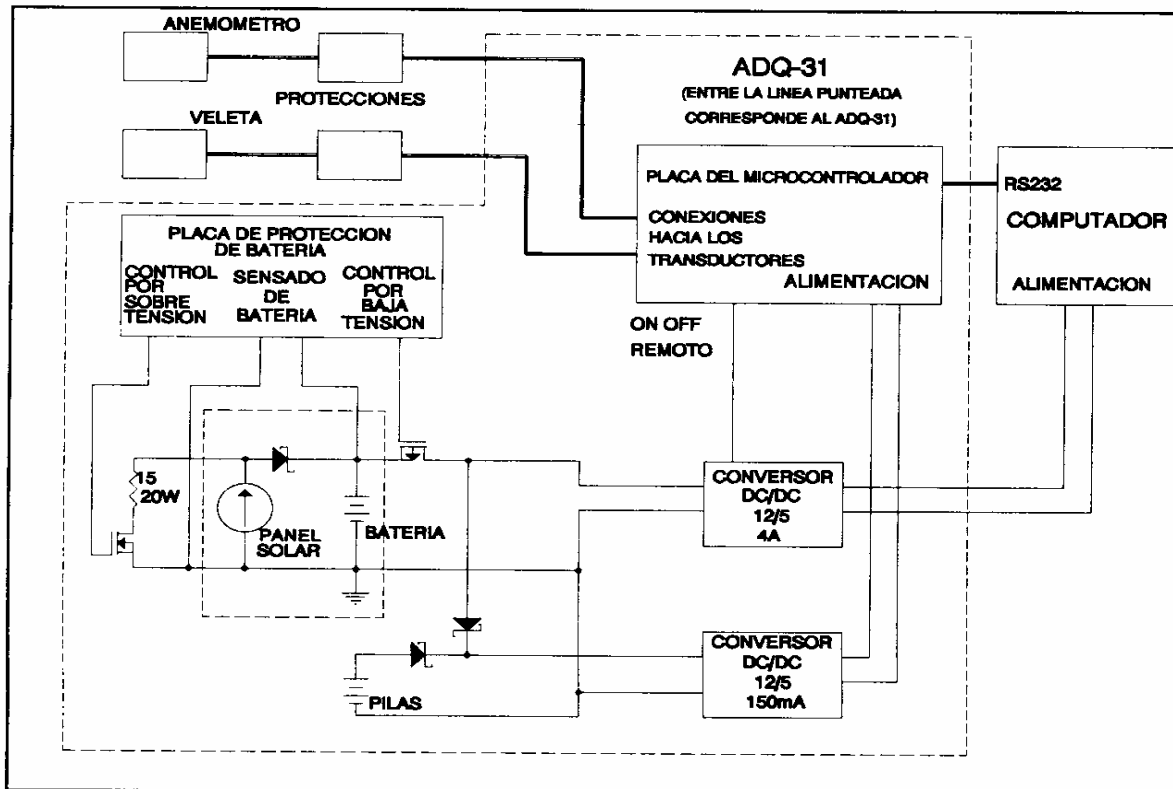 ANEMOMETRO
PROTECCIONES
VELETA
ADQ-31
(ENTRE LA LINEA PUNTEADA
CORRESPONDE AL ADQ-31)
PLACA DEL MICROCONTROLADOR
CONEXIONES
HACIA LOS
TRANSDUCTORES
ALIMENTACION
RS232
COMPUTADOR
ALIMENTACION
PLACA DE PROTECCION
DE BATERIA
CONTROL
POR
SOBRE
TENSION
SENSADO
DE
BATERIA
CONTROL
POR
BAJA
TENSION
ON OFF
REMOTO
15
20W
PANEL
SOLAR
BATERIA
CONVERSOR
DC/DC
12/5
4A
PILAS
CONVERSOR
DC/DC
12/5
150mA